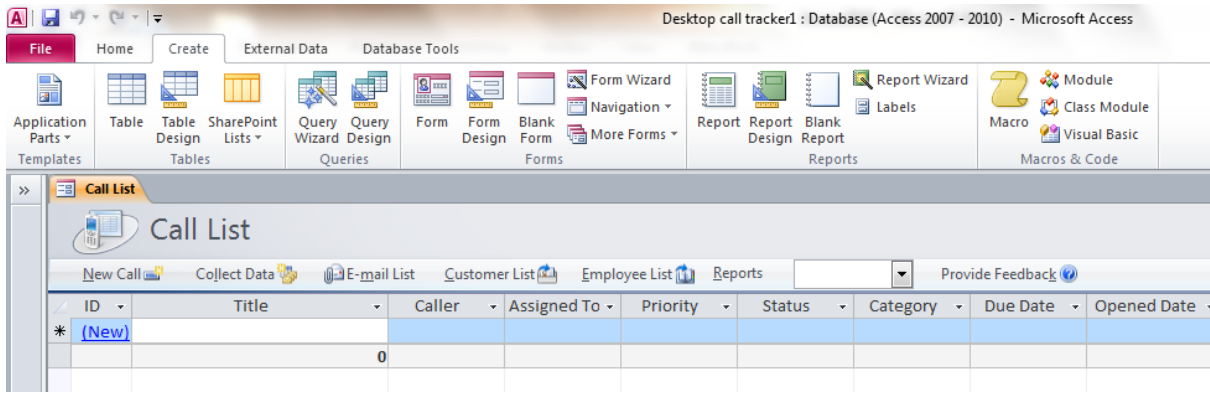 Desktop call tracker1 : Database (Access 2007 - 2010) - Microsoft Access
File Home Create External Data Database Tools
Application Parts Table Table Design SharePoint Lists Query Wizard Query Design Form Form Design Blank Form Form Wizard Navigation More Forms Report Report Design Blank Report Report Wizard Labels Macro Module Class Module Visual Basic
Templates Tables Queries Forms Reports Macros & Code
» Call List
Call List
New Call Collect Data E-mail List Customer List Employee List Reports Provide Feedback
ID Title Caller Assigned To Priority Status Category Due Date Opened Date
* (New)
0